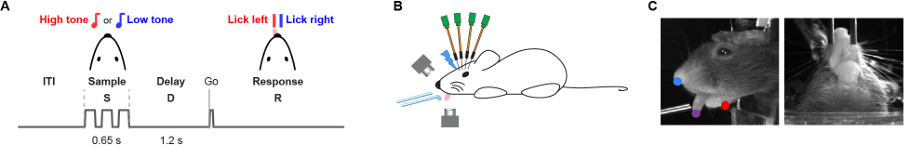 A
High tone or Low tone
Lick left Lick right
ITI Sample Delay Go Response
S D R
0.65 s 1.2 s
B
C